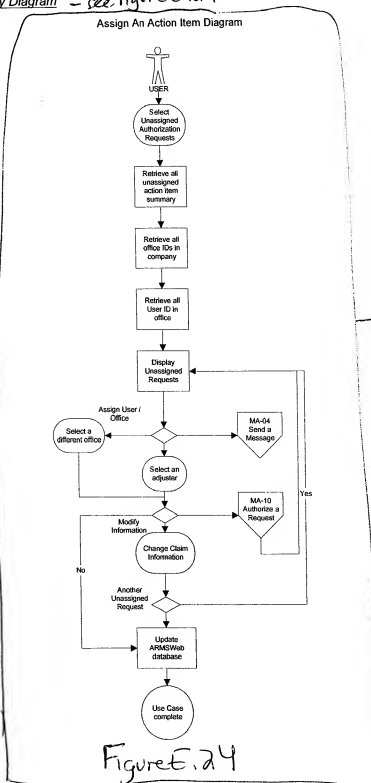 y Diagram - see Figure E.24
Assign An Action Item Diagram
USER
Select
Unassigned
Authorization
Requests
Retrieve all
unassigned
action item
summary
Retrieve all
office IDs in
company
Retrieve all
User ID in
office
Display
Unassigned
Requests
Assign User /
Office
Select a
different office
MA-04
Send a
Message
Select an
adjuster
Yes
MA-10
Authorize a
Request
Modify
Information
Change Claim
Information
No
Another
Unassigned
Request
Update
ARMSWeb
database
Use Case
complete
Figure E.24